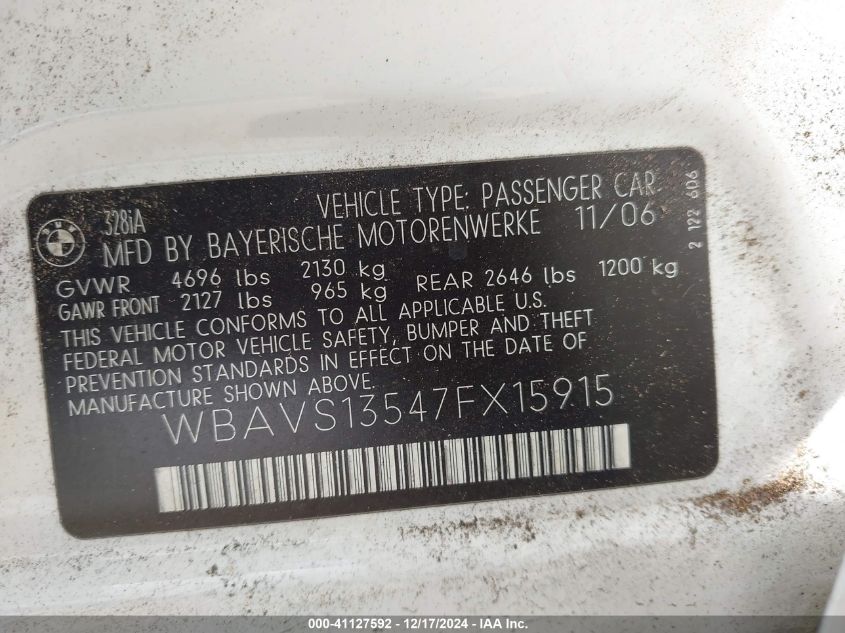 BMW
328iA
VEHICLE TYPE: PASSENGER CAR
MFD BY BAYERISCHE MOTORENWERKE 11/06
GVWR 4696 lbs 2130 kg
GAWR FRONT 2127 lbs 965 kg REAR 2646 lbs 1200 kg
THIS VEHICLE CONFORMS TO ALL APPLICABLE U.S.
FEDERAL MOTOR VEHICLE SAFETY, BUMPER AND THEFT
PREVENTION STANDARDS IN EFFECT ON THE DATE OF
MANUFACTURE SHOWN ABOVE.
WBAVS13547FX15915
2 122 606
000-41127592 - 12/17/2024 - IAA Inc.